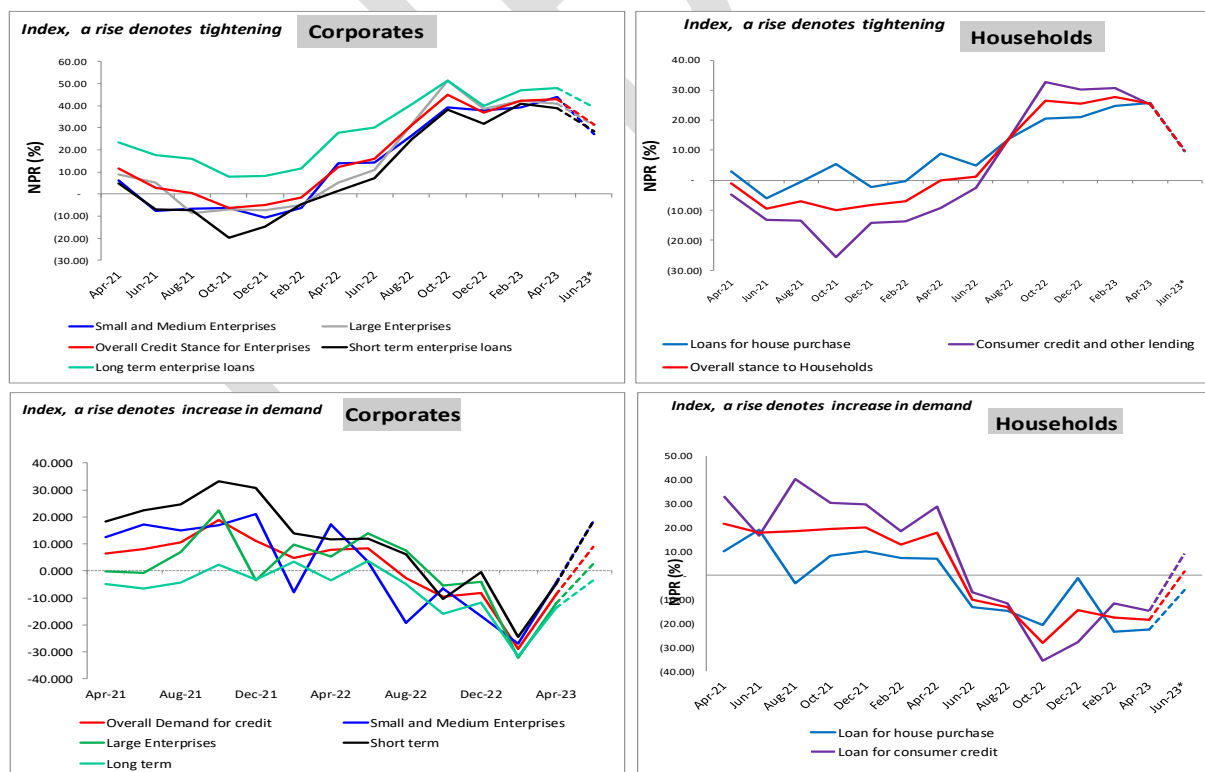 Index, a rise denotes tightening
Corporates
NPR (%)
60.00
50.00
40.00
30.00
20.00
10.00
-
(10.00)
(20.00)
(30.00)
Apr-21
Jun-21
Aug-21
Oct-21
Dec-21
Feb-22
Apr-22
Jun-22
Aug-22
Oct-22
Dec-22
Feb-23
Apr-23
Jun-23*
Small and Medium Enterprises
Large Enterprises
Overall Credit Stance for Enterprises
Short term enterprise loans
Long term enterprise loans
Index, a rise denotes tightening
Households
NPR (%)
40.00
30.00
20.00
10.00
-
(10.00)
(20.00)
(30.00)
Apr-21
Jun-21
Aug-21
Oct-21
Dec-21
Feb-22
Apr-22
Jun-22
Aug-22
Oct-22
Dec-22
Feb-23
Apr-23
Jun-23*
Loans for house purchase
Consumer credit and other lending
Overall stance to Households
Index, a rise denotes increase in demand
Corporates
40.000
30.000
20.000
10.000
0.000
-10.000
-20.000
-30.000
-40.000
Apr-21
Aug-21
Dec-21
Apr-22
Aug-22
Dec-22
Apr-23
Overall Demand for credit
Small and Medium Enterprises
Large Enterprises
Short term
Long term
Index, a rise denotes increase in demand
Households
NPR (%)
50.00
40.00
30.00
20.00
10.00
-
(10.00)
(20.00)
(30.00)
(40.00)
Apr-21
Jun-21
Aug-21
Oct-21
Dec-21
Feb-22
Apr-22
Jun-22
Aug-22
Oct-22
Dec-22
Feb-22
Apr-23
Jun-23*
Loan for house purchase
Loan for consumer credit